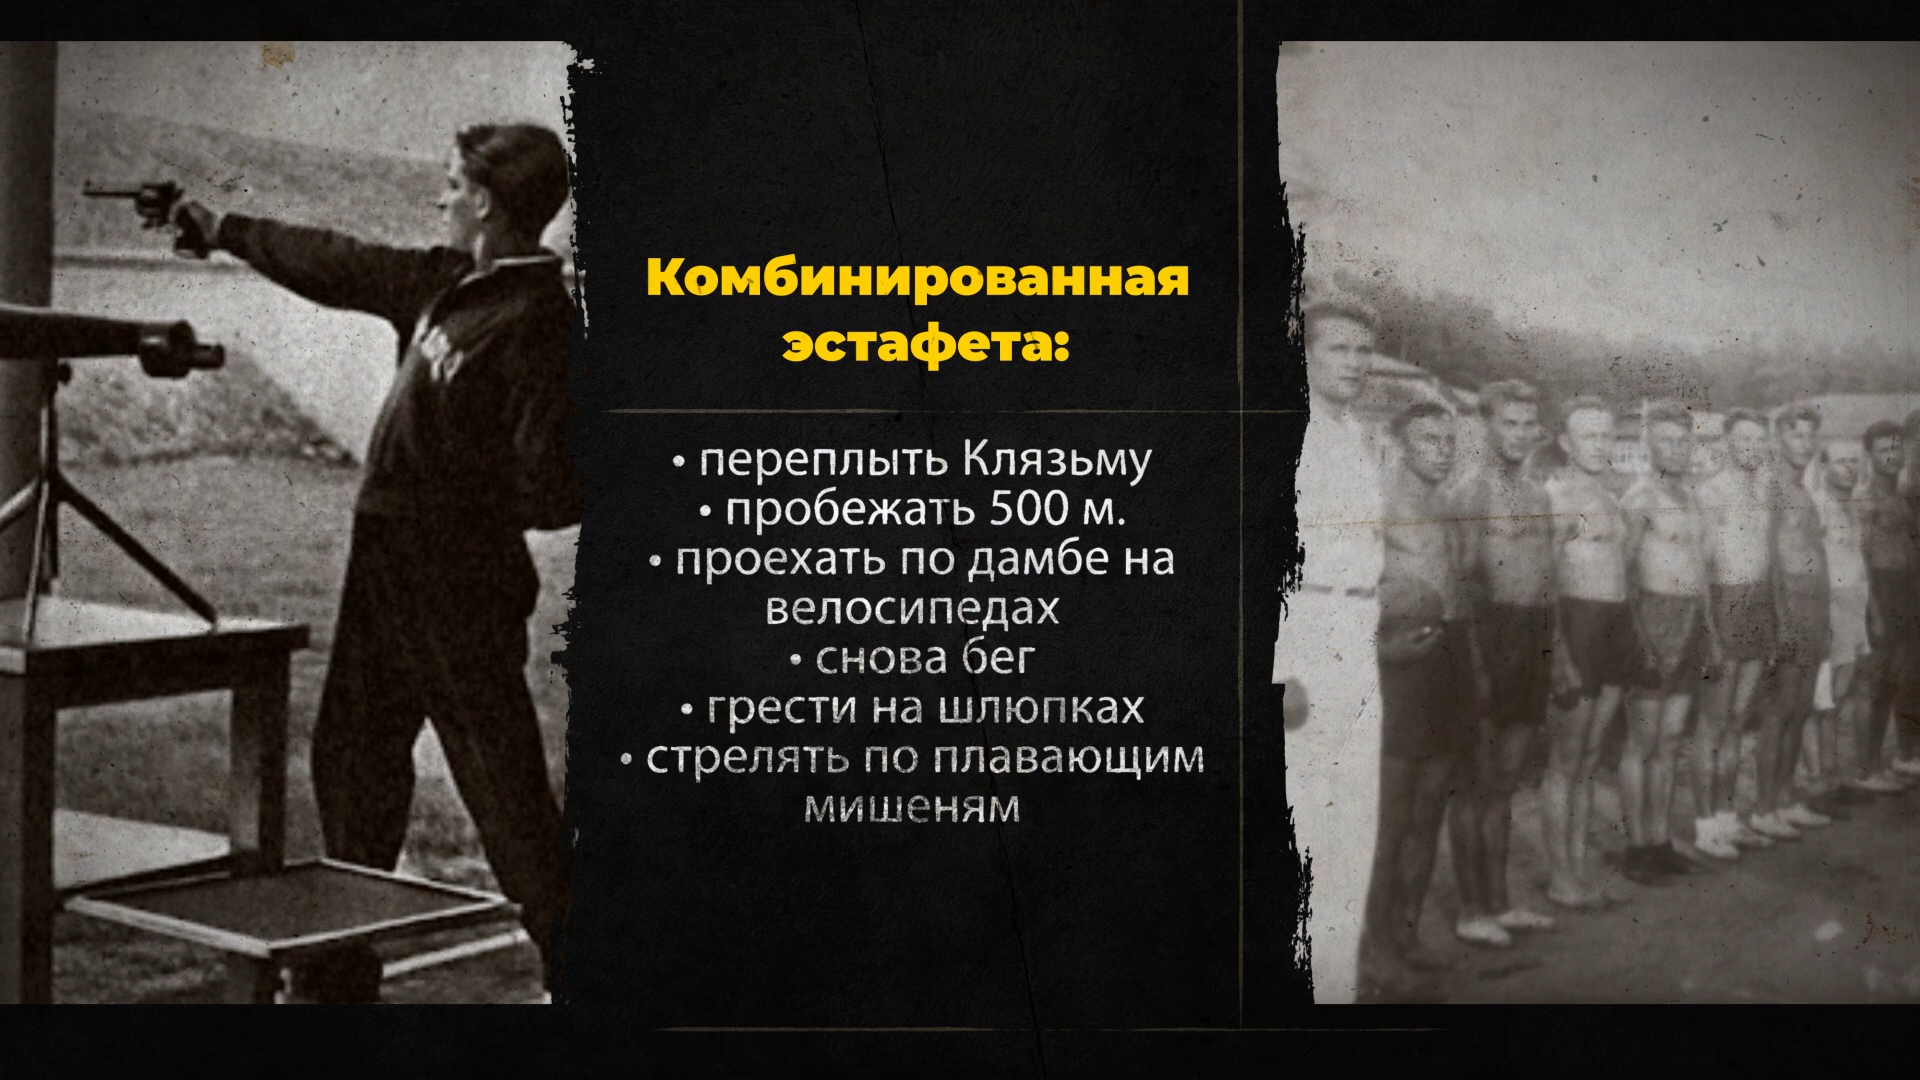 Комбинированная
эстафета:
• переплыть Клязьму
• пробежать 500 м.
• проехать по дамбе на
велосипедах
• снова бег
• грести на шлюпках
• стрелять по плавающим
мишеням